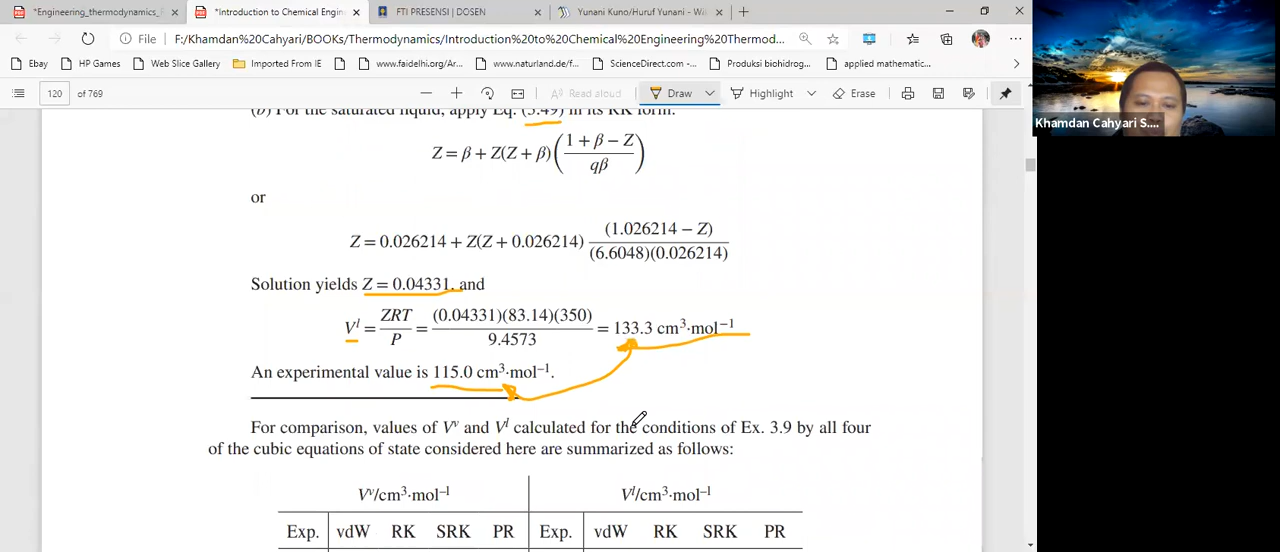 *Engineering_thermodynamics_
*Introduction to Chemical Engin
FTI PRESENSI | DOSEN
Yunani Kuno/Huruf Yunani - Wi
File
F:/Khamdan%20Cahyari/BOOKs/Thermodynamics/Introduction%20to%20Chemical%20Engineering%20Thermod...
Ebay
HP Games
Web Slice Gallery
Imported From IE
www.faidelhi.org/Ar...
www.naturland.de/f...
ScienceDirect.com -...
Produksi biohidrog...
applied mathematic...
120 of 769
Read aloud
Draw
Highlight
Erase
Khamdan Cahyari S....
(b) For the saturated liquid, apply Eq. (3.49) in its RK form:
Z = β + Z(Z + β) ((1 + β − Z)/qβ)
or
Z = 0.026214 + Z(Z + 0.026214) (1.026214 − Z)/(6.6048)(0.026214)
Solution yields Z = 0.04331, and
Vˡ = ZRT/P = (0.04331)(83.14)(350)/9.4573 = 133.3 cm³·mol⁻¹
An experimental value is 115.0 cm³·mol⁻¹.
For comparison, values of Vᵛ and Vˡ calculated for the conditions of Ex. 3.9 by all four
of the cubic equations of state considered here are summarized as follows:
Vᵛ/cm³·mol⁻¹ Vˡ/cm³·mol⁻¹
Exp. vdW RK SRK PR Exp. vdW RK SRK PR